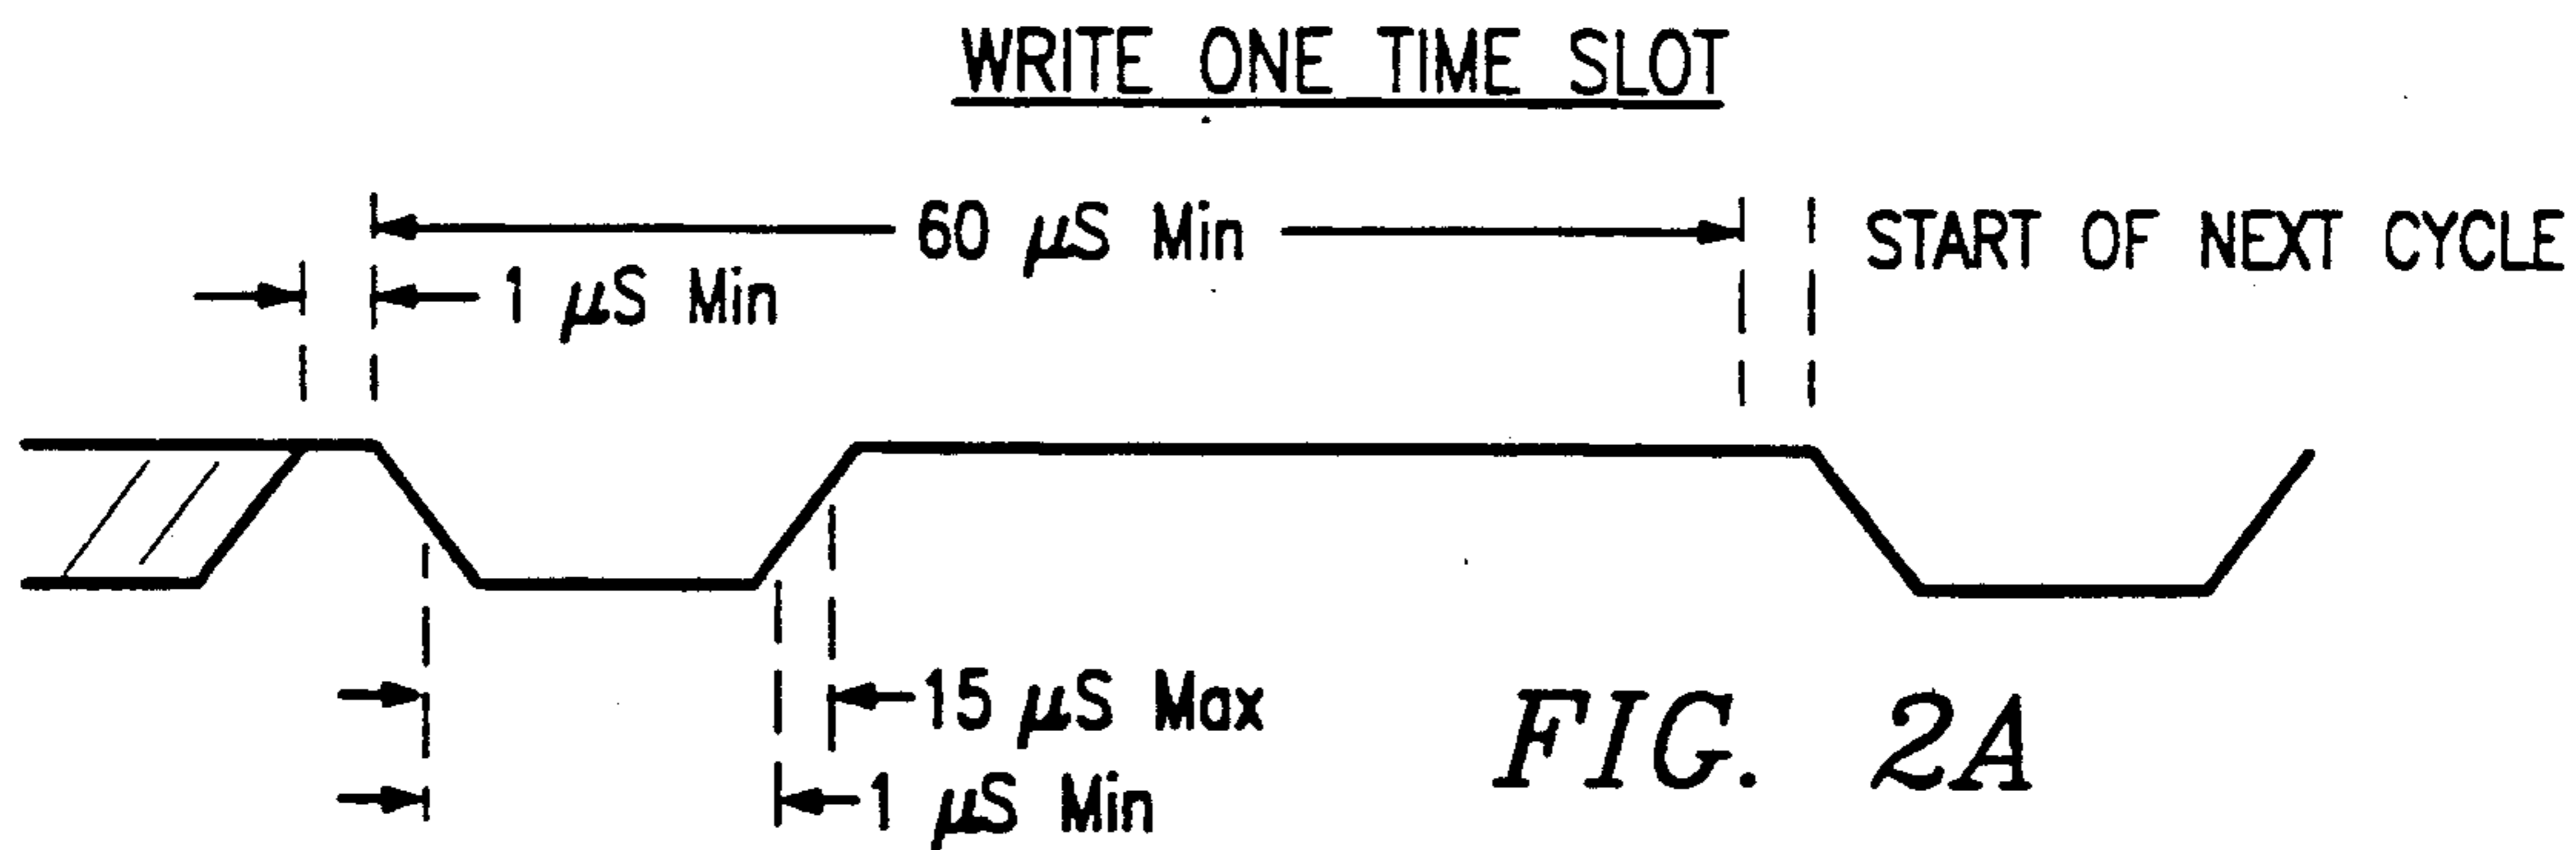 WRITE ONE TIME SLOT
60 µS Min
START OF NEXT CYCLE
1 µS Min
15 µS Max
1 µS Min
FIG. 2A